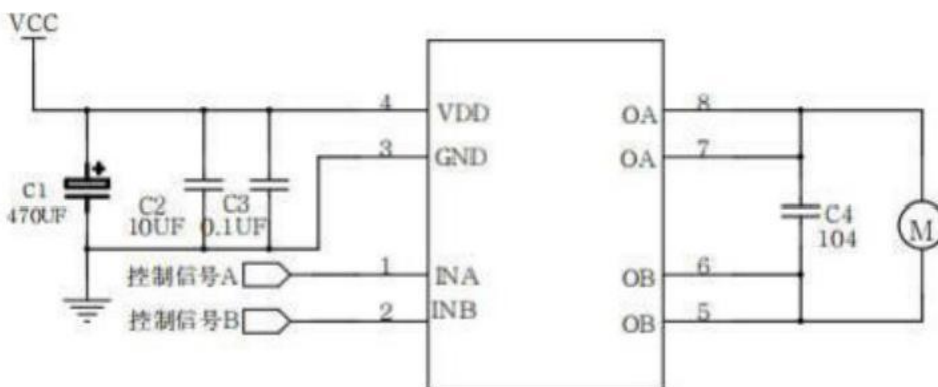 VCC
4
VDD
OA
8
3
GND
OA
7
C1
470UF
C2
10UF
C3
0.1UF
C4
104
M
控制信号A
1
INA
OB
6
控制信号B
2
INB
OB
5